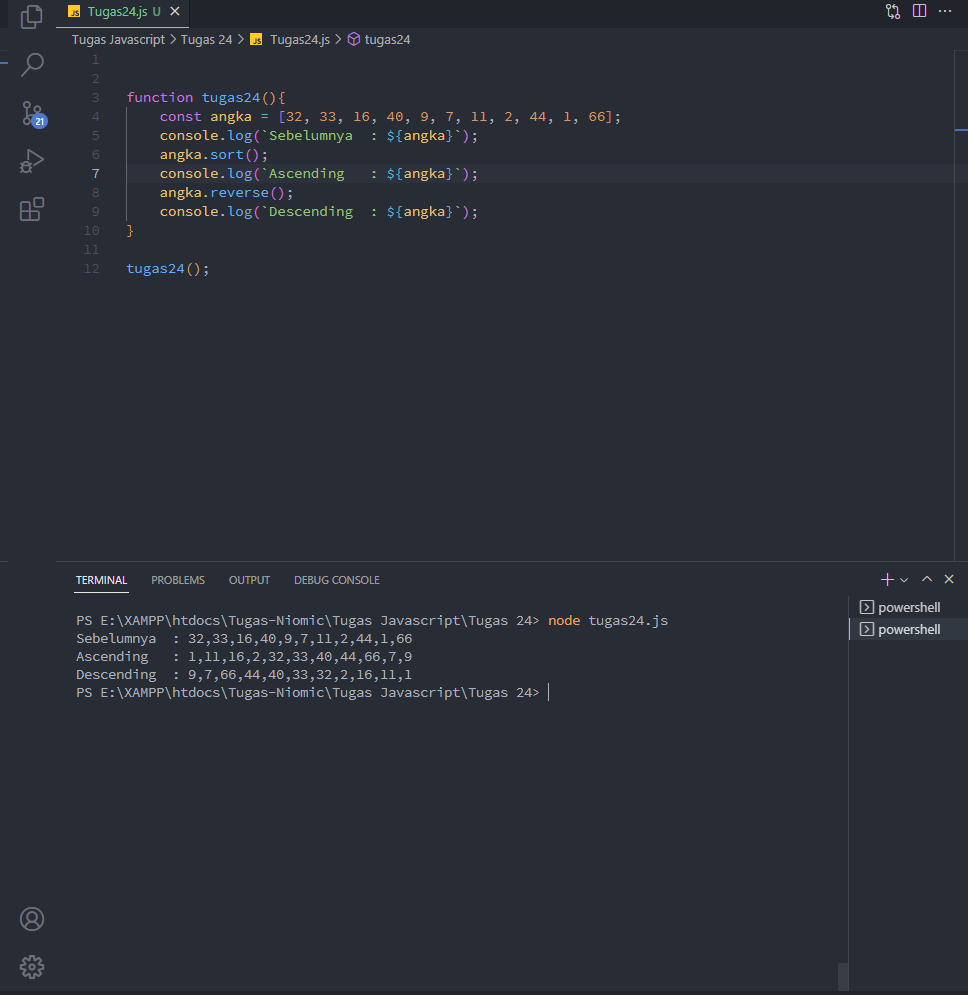 JS Tugas24.js U
Tugas Javascript > Tugas 24 > JS Tugas24.js > tugas24
1
2
3 function tugas24(){
4 const angka = [32, 33, 16, 40, 9, 7, 11, 2, 44, 1, 66];
5 console.log(`Sebelumnya  : ${angka}`);
6 angka.sort();
7 console.log(`Ascending   : ${angka}`);
8 angka.reverse();
9 console.log(`Descending  : ${angka}`);
10 }
11
12 tugas24();
21
TERMINAL PROBLEMS OUTPUT DEBUG CONSOLE
PS E:\XAMPP\htdocs\Tugas-Niomic\Tugas Javascript\Tugas 24> node tugas24.js
Sebelumnya  : 32,33,16,40,9,7,11,2,44,1,66
Ascending   : 1,11,16,2,32,33,40,44,66,7,9
Descending  : 9,7,66,44,40,33,32,2,16,11,1
PS E:\XAMPP\htdocs\Tugas-Niomic\Tugas Javascript\Tugas 24>
powershell
powershell